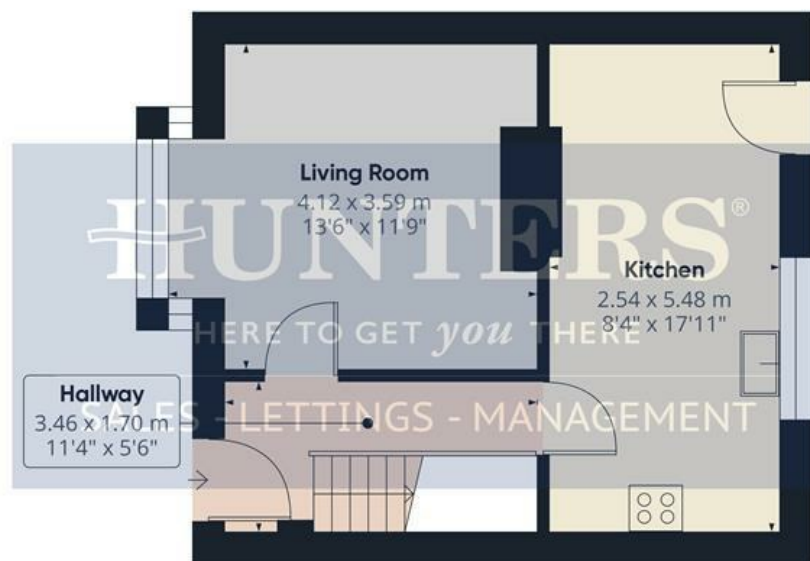 Living Room
4.12 x 3.59 m
13'6" x 11'9"
HUNTERS®
Kitchen
2.54 x 5.48 m
8'4" x 17'11"
HERE TO GET you THERE
Hallway
3.46 x 1.70 m
11'4" x 5'6"
SALES - LETTINGS - MANAGEMENT